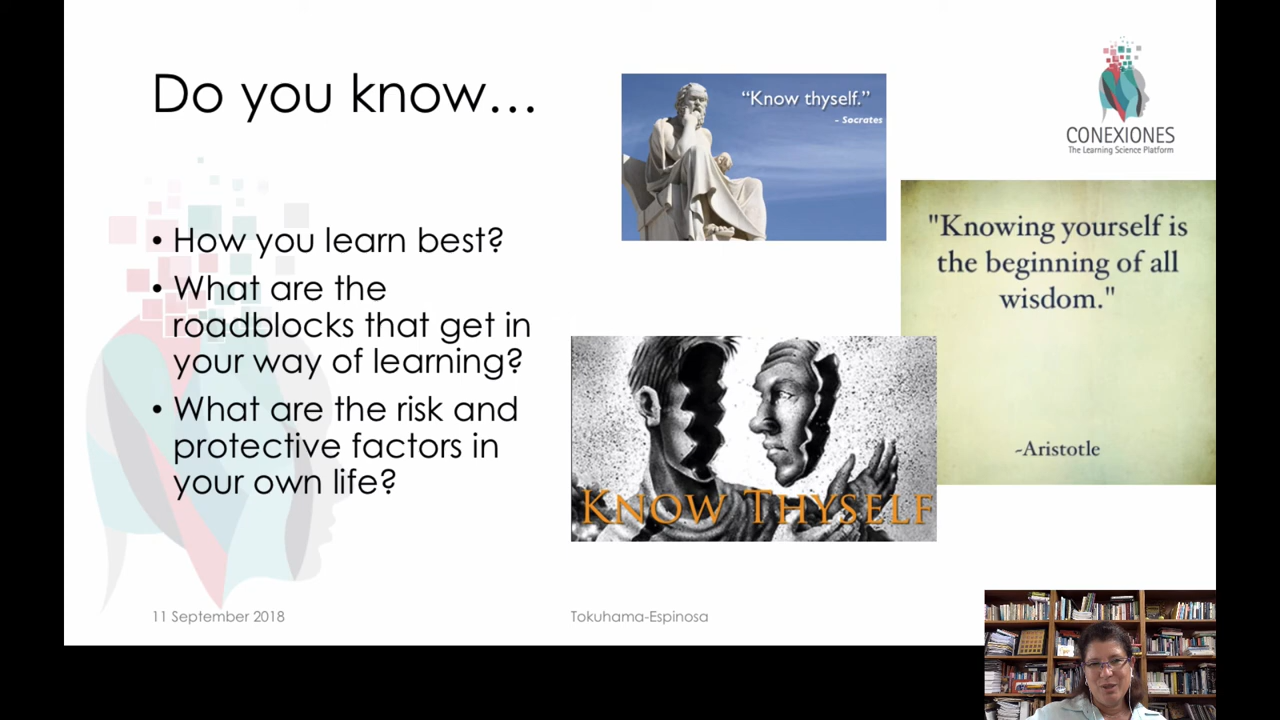 Do you know…
"Know thyself."
- Socrates
CONEXIONES
The Learning Science Platform
• How you learn best?
• What are the
roadblocks that get in
your way of learning?
• What are the risk and
protective factors in
your own life?
"Knowing yourself is
the beginning of all
wisdom."
-Aristotle
KNOW THYSELF
11 September 2018
Tokuhama-Espinosa